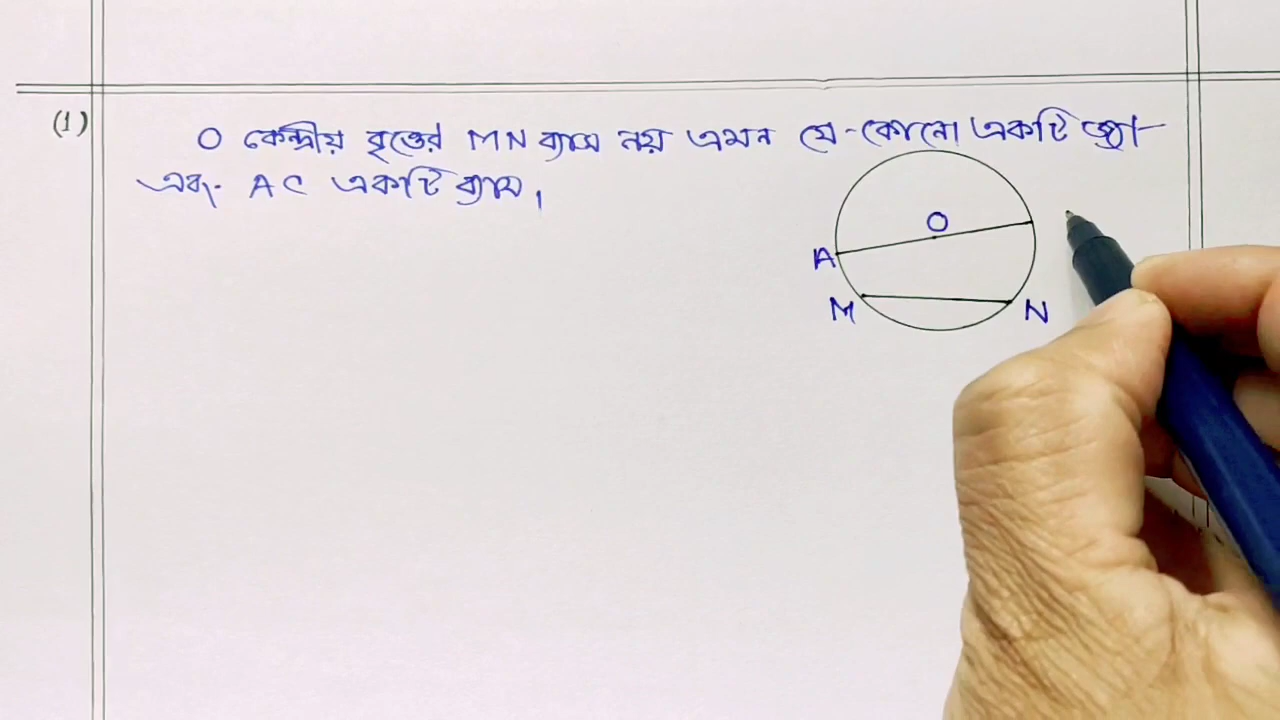 (1)
O কেন্দ্রীয় বৃত্তের MN ব্যাস নয় এমন যে-কোনো একটি জ্যা
এবং AC একটি ব্যাস।
O
A
M
N